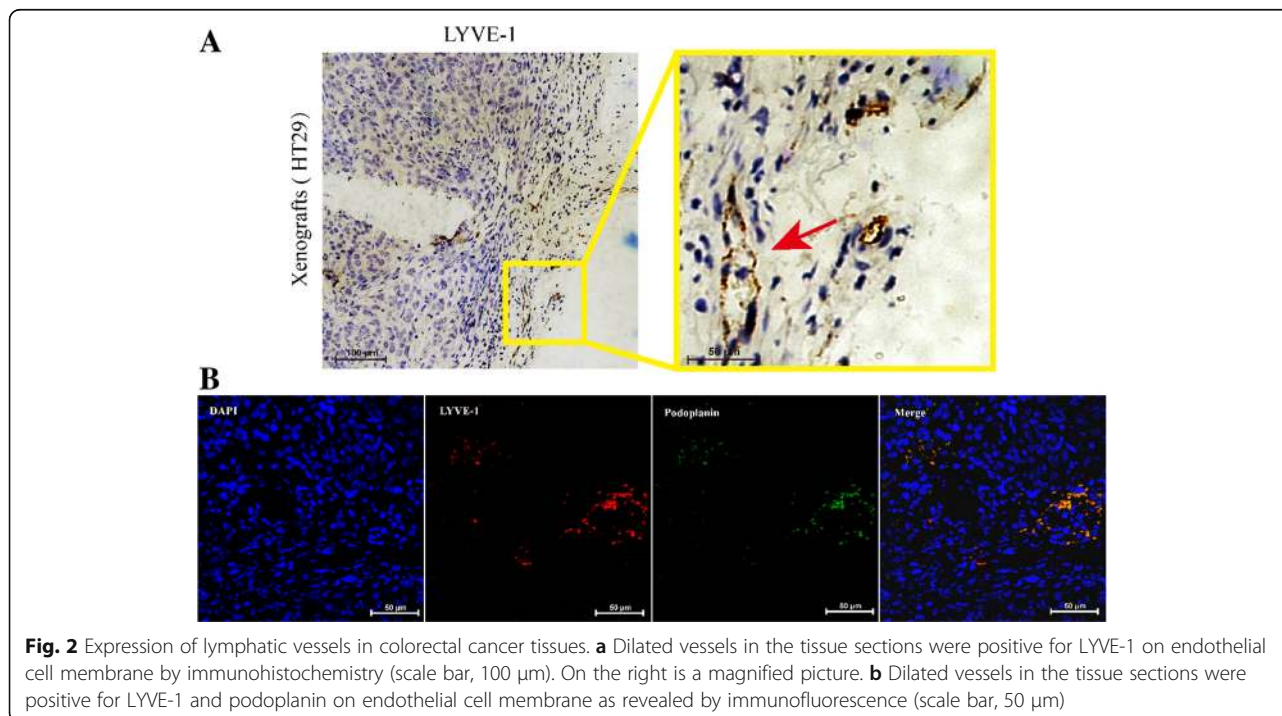 A
LYVE-1
Xenografts ( HT29)
100 μm
50 μm
B
DAPI
LYVE-1
Podoplanin
Merge
50 μm
50 μm
50 μm
50 μm
Fig. 2 Expression of lymphatic vessels in colorectal cancer tissues. a Dilated vessels in the tissue sections were positive for LYVE-1 on endothelial
cell membrane by immunohistochemistry (scale bar, 100 μm). On the right is a magnified picture. b Dilated vessels in the tissue sections were
positive for LYVE-1 and podoplanin on endothelial cell membrane as revealed by immunofluorescence (scale bar, 50 μm)